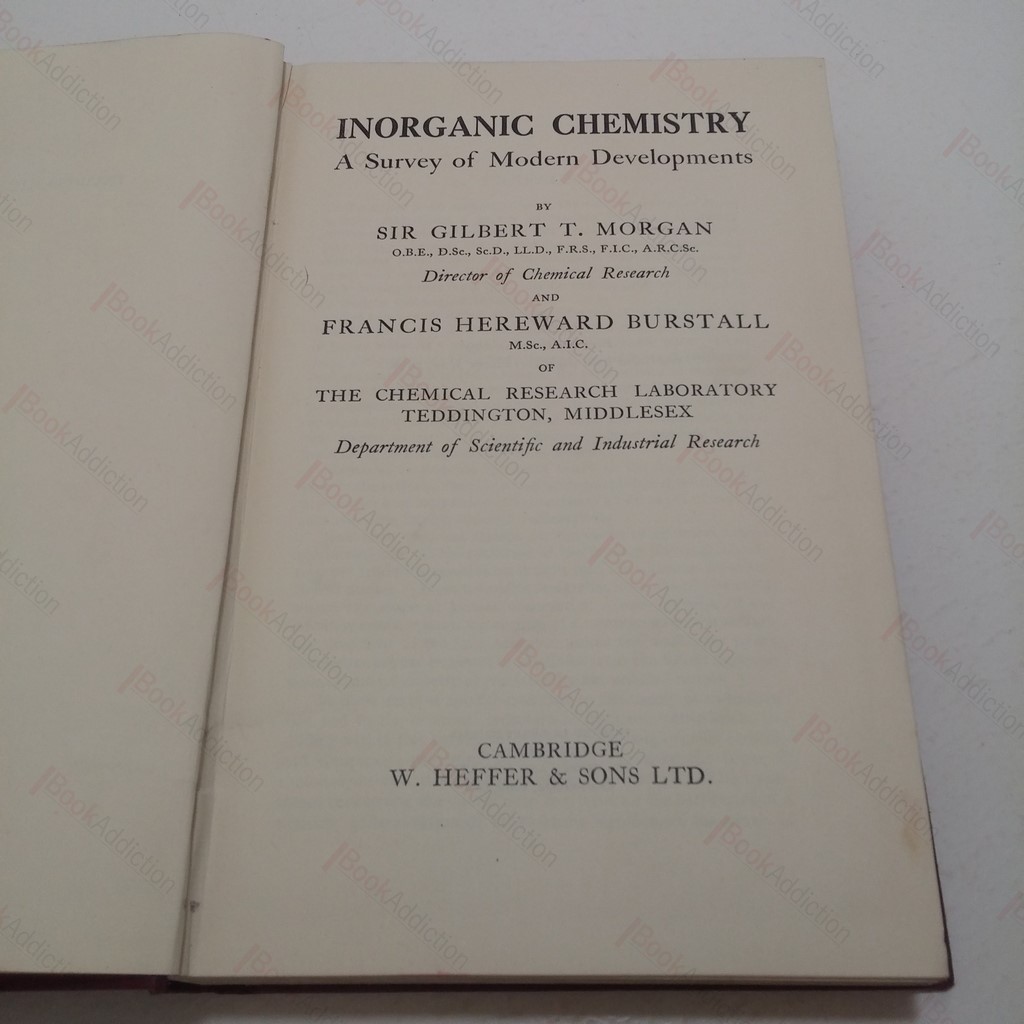 INORGANIC CHEMISTRY
A Survey of Modern Developments
BY
SIR GILBERT T. MORGAN
O.B.E., D.Sc., Sc.D., LL.D., F.R.S., F.I.C., A.R.C.Sc.
Director of Chemical Research
AND
FRANCIS HEREWARD BURSTALL
M.Sc., A.I.C.
OF
THE CHEMICAL RESEARCH LABORATORY
TEDDINGTON, MIDDLESEX
Department of Scientific and Industrial Research
CAMBRIDGE
W. HEFFER & SONS LTD.
BookAddiction